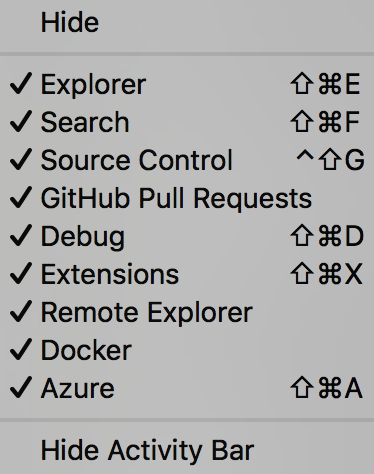 Hide
✓ Explorer ⇧⌘E
✓ Search ⇧⌘F
✓ Source Control ^⇧G
✓ GitHub Pull Requests
✓ Debug ⇧⌘D
✓ Extensions ⇧⌘X
✓ Remote Explorer
✓ Docker
✓ Azure ⇧⌘A
Hide Activity Bar